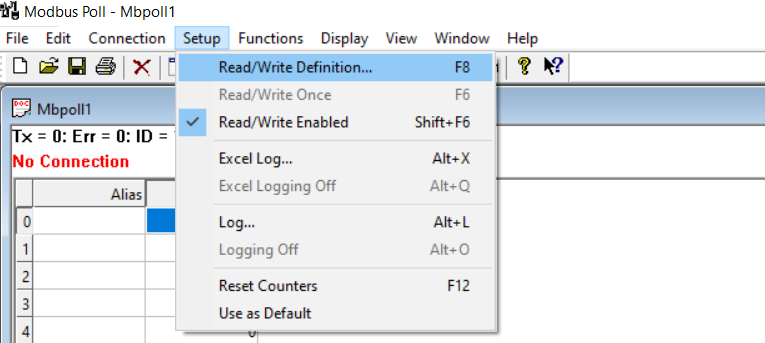 Modbus Poll - Mbpoll1
File Edit Connection Setup Functions Display View Window Help
Read/Write Definition... F8
Read/Write Once F6
Read/Write Enabled Shift+F6
Excel Log... Alt+X
Excel Logging Off Alt+Q
Log... Alt+L
Logging Off Alt+O
Reset Counters F12
Use as Default
Mbpoll1
Tx = 0: Err = 0: ID =
No Connection
Alias
0
1
2
3
4